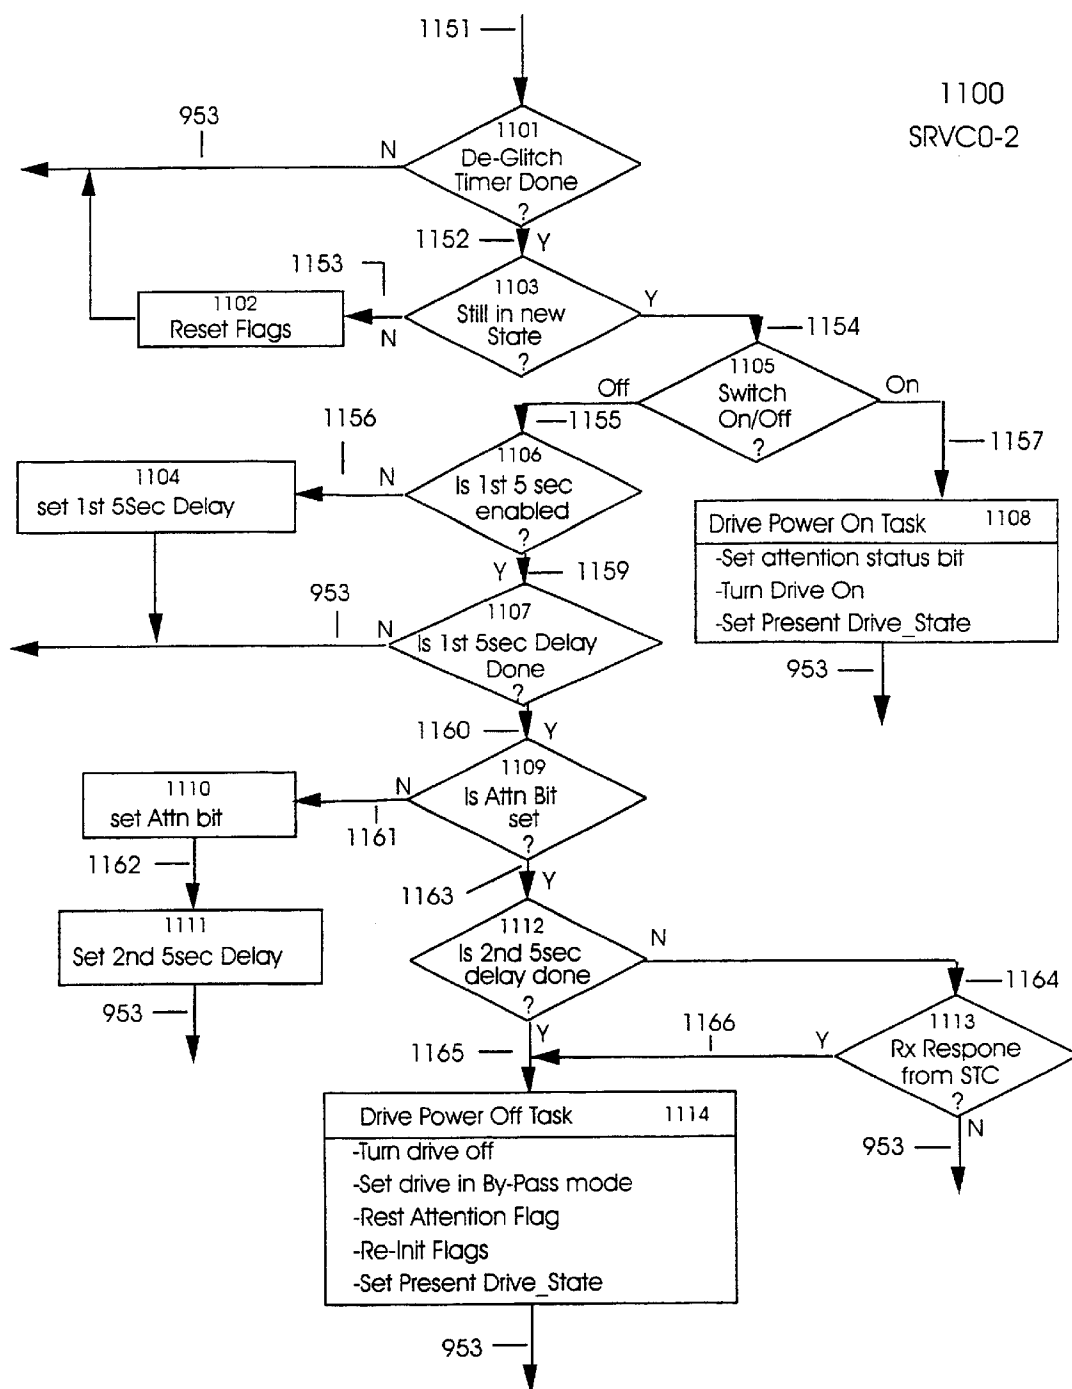 1151
1100
SRVC0-2
953
N
1101
De-Glitch
Timer Done
?
1152
Y
1153
1102
Reset Flags
N
1103
Still in new
State
?
Y
1154
1105
Switch
On/Off
?
Off
On
1155
1157
1156
1104
set 1st 5Sec Delay
N
1106
Is 1st 5 sec
enabled
?
Drive Power On Task 1108
-Set attention status bit
-Turn Drive On
-Set Present Drive_State
953
Y
1159
953
N
1107
Is 1st 5sec Delay
Done
?
1160
Y
1110
set Attn bit
N
1161
1109
Is Attn Bit
set
?
1162
1163
Y
1111
Set 2nd 5sec Delay
953
1112
Is 2nd 5sec
delay done
?
N
1164
Y
1165
1166
Y
1113
Rx Respone
from STC
?
N
953
Drive Power Off Task 1114
-Turn drive off
-Set drive in By-Pass mode
-Rest Attention Flag
-Re-Init Flags
-Set Present Drive_State
953